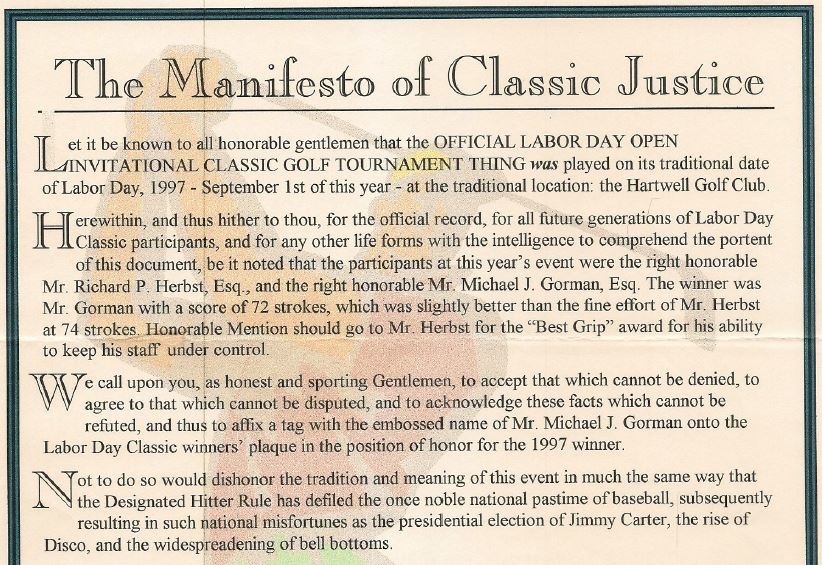 The Manifesto of Classic Justice
Let it be known to all honorable gentlemen that the OFFICIAL LABOR DAY OPEN
INVITATIONAL CLASSIC GOLF TOURNAMENT THING was played on its traditional date
of Labor Day, 1997 - September 1st of this year - at the traditional location: the Hartwell Golf Club.
Herewithin, and thus hither to thou, for the official record, for all future generations of Labor Day
Classic participants, and for any other life forms with the intelligence to comprehend the portent
of this document, be it noted that the participants at this year's event were the right honorable
Mr. Richard P. Herbst, Esq., and the right honorable Mr. Michael J. Gorman, Esq. The winner was
Mr. Gorman with a score of 72 strokes, which was slightly better than the fine effort of Mr. Herbst
at 74 strokes. Honorable Mention should go to Mr. Herbst for the “Best Grip” award for his ability
to keep his staff under control.
We call upon you, as honest and sporting Gentlemen, to accept that which cannot be denied, to
agree to that which cannot be disputed, and to acknowledge these facts which cannot be
refuted, and thus to affix a tag with the embossed name of Mr. Michael J. Gorman onto the
Labor Day Classic winners' plaque in the position of honor for the 1997 winner.
Not to do so would dishonor the tradition and meaning of this event in much the same way that
the Designated Hitter Rule has defiled the once noble national pastime of baseball, subsequently
resulting in such national misfortunes as the presidential election of Jimmy Carter, the rise of
Disco, and the widespreadening of bell bottoms.